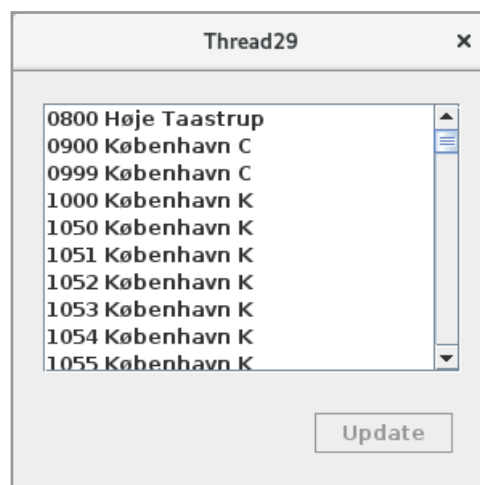 Thread29
0800 Høje Taastrup
0900 København C
0999 København C
1000 København K
1050 København K
1051 København K
1052 København K
1053 København K
1054 København K
1055 København K
Update